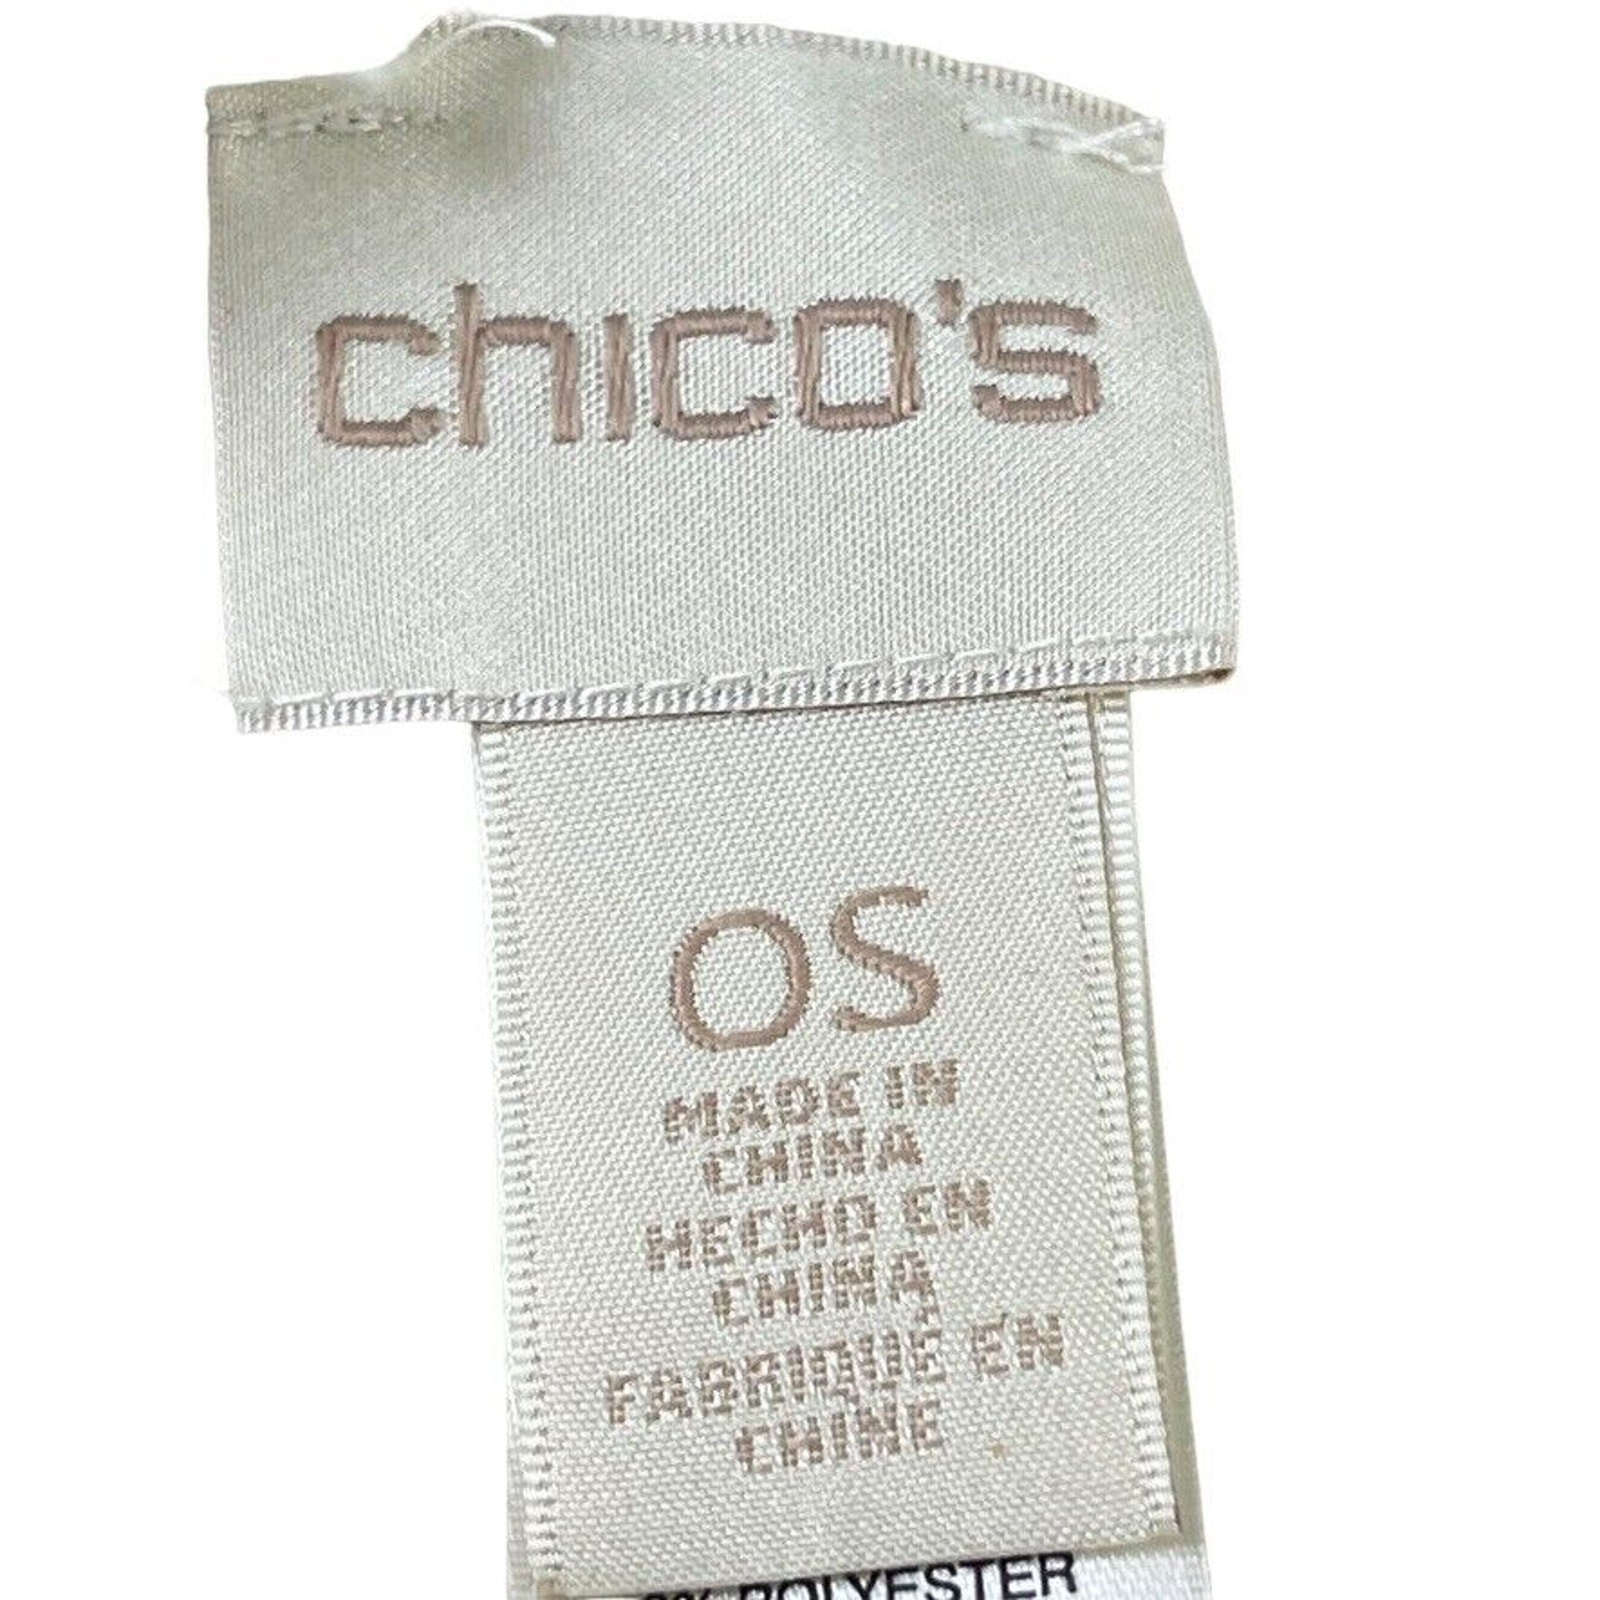 chico's
OS
MADE IN
CHINA
HECHO EN
CHINA
FABRIQUÉ EN
CHINE
POLYESTER